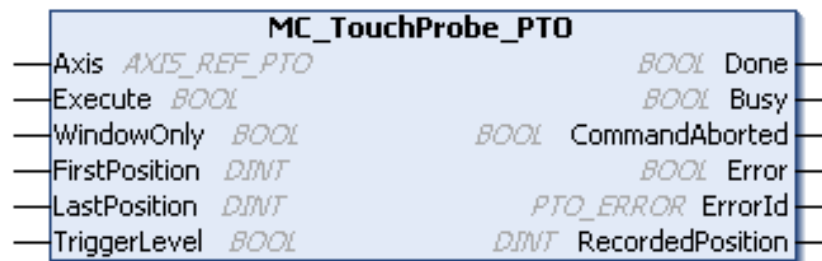 MC_TouchProbe_PTO
Axis AXIS_REF_PTO BOOL Done
Execute BOOL BOOL Busy
WindowOnly BOOL BOOL CommandAborted
FirstPosition DINT BOOL Error
LastPosition DINT PTO_ERROR ErrorId
TriggerLevel BOOL DINT RecordedPosition